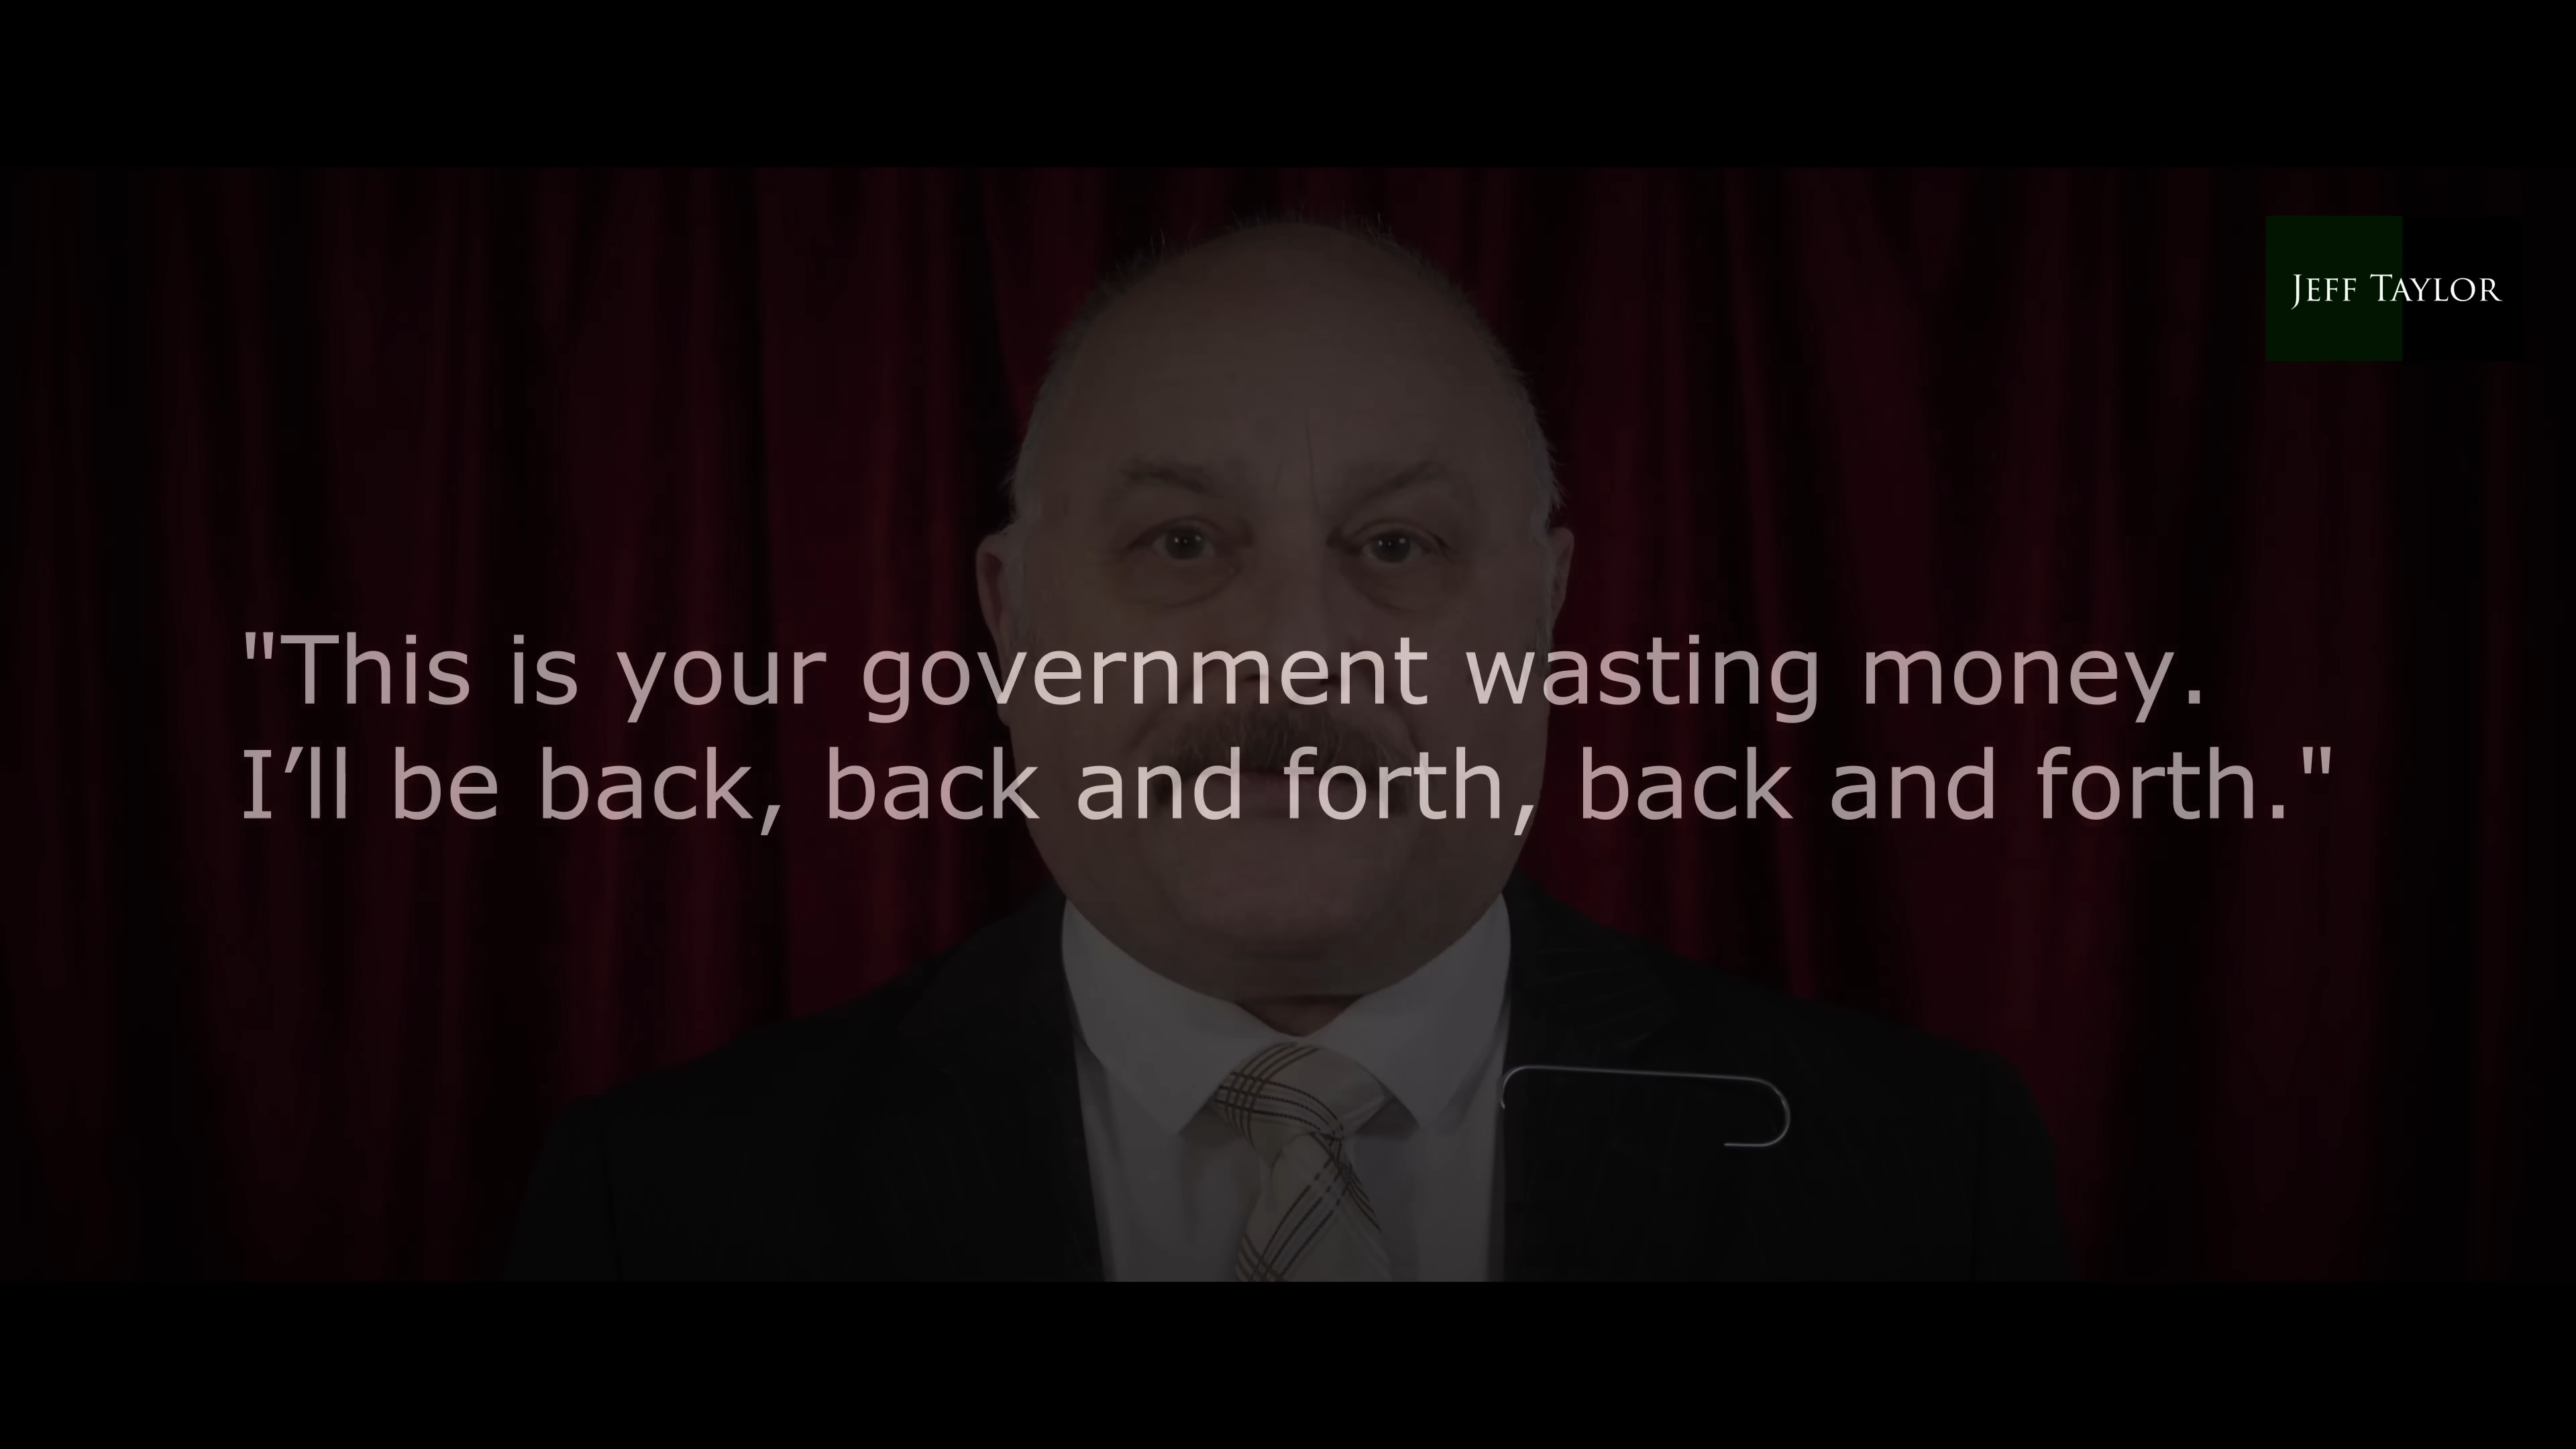 JEFF TAYLOR
"This is your government wasting money.
I’ll be back, back and forth, back and forth."